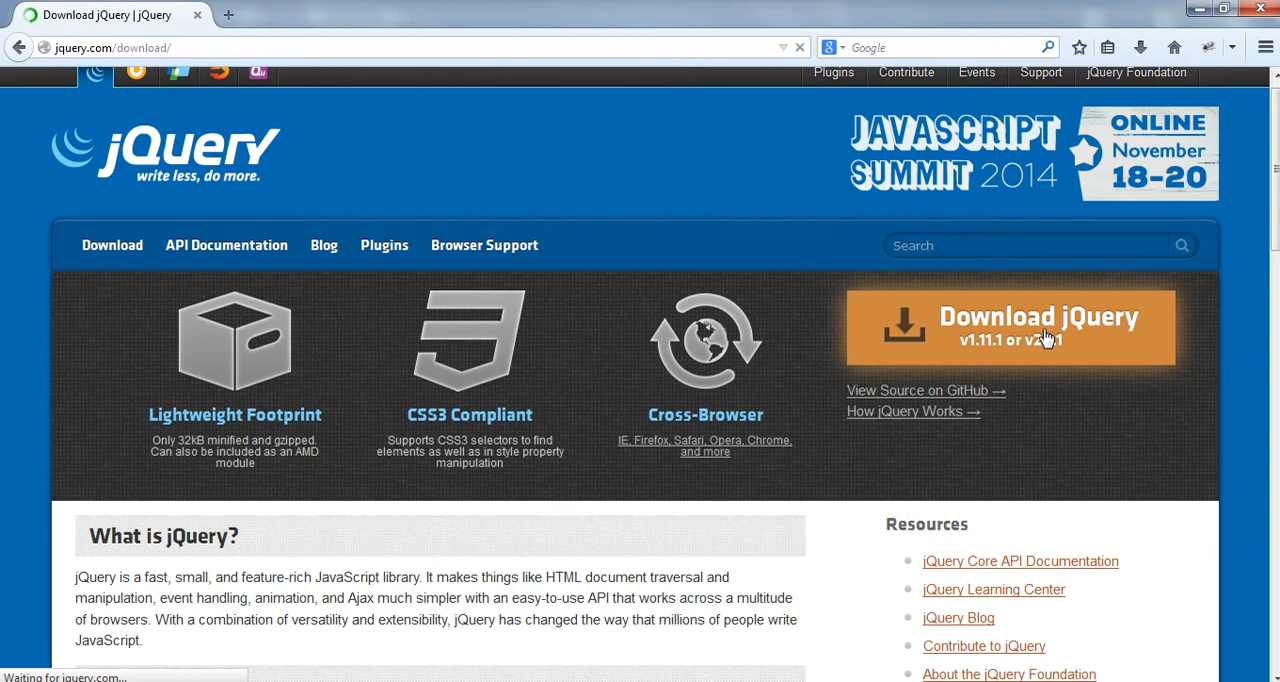 Download jQuery | jQuery
jquery.com/download/
Google
Plugins
Contribute
Events
Support
jQuery Foundation
jQuery
write less, do more.
JAVASCRIPT
SUMMIT 2014
ONLINE
November
18-20
Download
API Documentation
Blog
Plugins
Browser Support
Search
Lightweight Footprint
Only 32kB minified and gzipped.
Can also be included as an AMD
module
CSS3 Compliant
Supports CSS3 selectors to find
elements as well as in style property
manipulation
Cross-Browser
IE, Firefox, Safari, Opera, Chrome,
and more
Download jQuery
v1.11.1 or
View Source on GitHub →
How jQuery Works →
What is jQuery?
jQuery is a fast, small, and feature-rich JavaScript library. It makes things like HTML document traversal and
manipulation, event handling, animation, and Ajax much simpler with an easy-to-use API that works across a multitude
of browsers. With a combination of versatility and extensibility, jQuery has changed the way that millions of people write
JavaScript.
Resources
jQuery Core API Documentation
jQuery Learning Center
jQuery Blog
Contribute to jQuery
About the jQuery Foundation
Waiting for jquery.com...